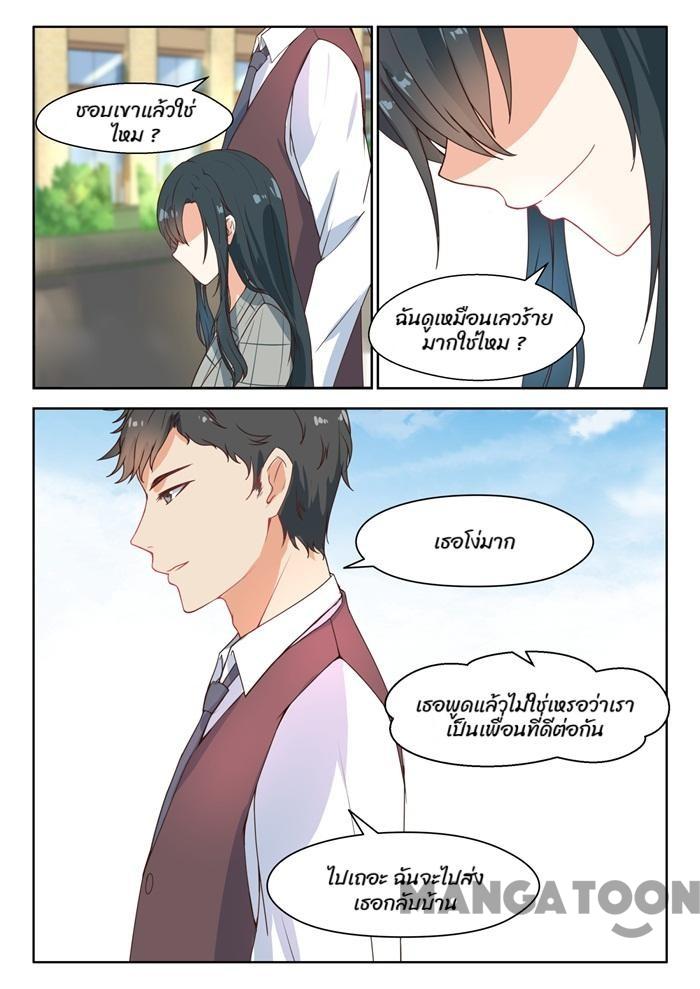 ชอบเขาแล้วใช่
ไหม ?
ฉันดูเหมือนเลวร้าย
มากใช่ไหม ?
เธอโง่มาก
เธอพูดแล้วไม่ใช่เหรอว่าเรา
เป็นเพื่อนที่ดีต่อกัน
ไปเถอะ ฉันจะไปส่ง
เธอกลับบ้าน
MANGATOON